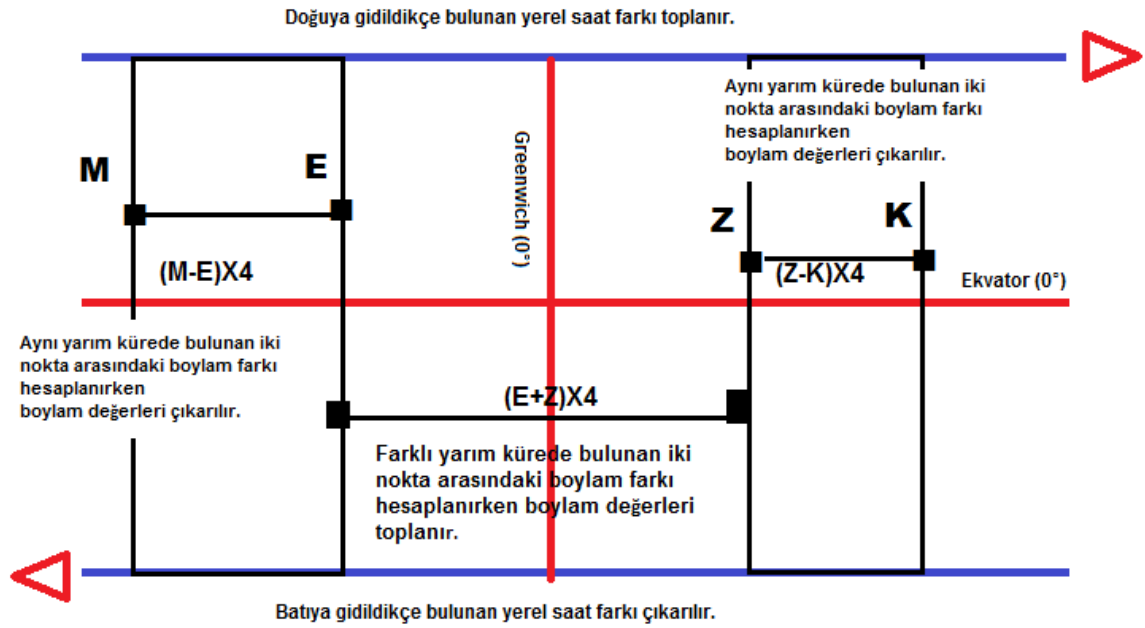 Doğuya gidildikçe bulunan yerel saat farkı toplanır.
Aynı yarım kürede bulunan iki
nokta arasındaki boylam farkı
hesaplanırken
boylam değerleri çıkarılır.
Greenwich (0°)
M
E
Z
K
(M-E)X4
(Z-K)X4
Ekvator (0°)
Aynı yarım kürede bulunan iki
nokta arasındaki boylam farkı
hesaplanırken
boylam değerleri çıkarılır.
(E+Z)X4
Farklı yarım kürede bulunan iki
nokta arasındaki boylam farkı
hesaplanırken boylam değerleri
toplanır.
Batıya gidildikçe bulunan yerel saat farkı çıkarılır.